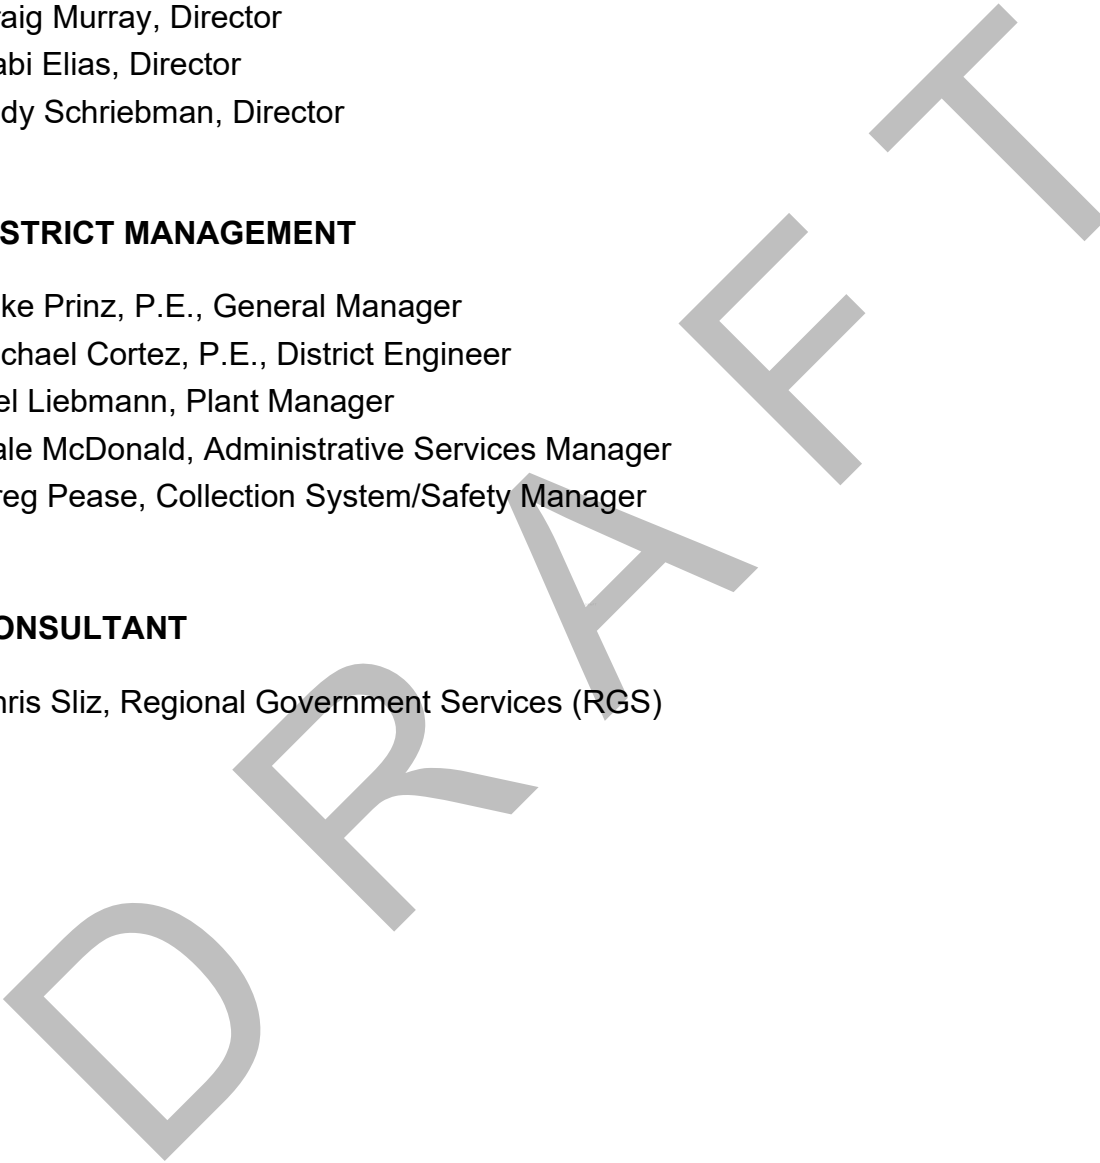 raig Murray, Director
abi Elias, Director
dy Schriebman, Director
STRICT MANAGEMENT
ke Prinz, P.E., General Manager
chael Cortez, P.E., District Engineer
el Liebmann, Plant Manager
ale McDonald, Administrative Services Manager
reg Pease, Collection System/Safety Manager
ONSULTANT
hris Sliz, Regional Government Services (RGS)
DRAFT